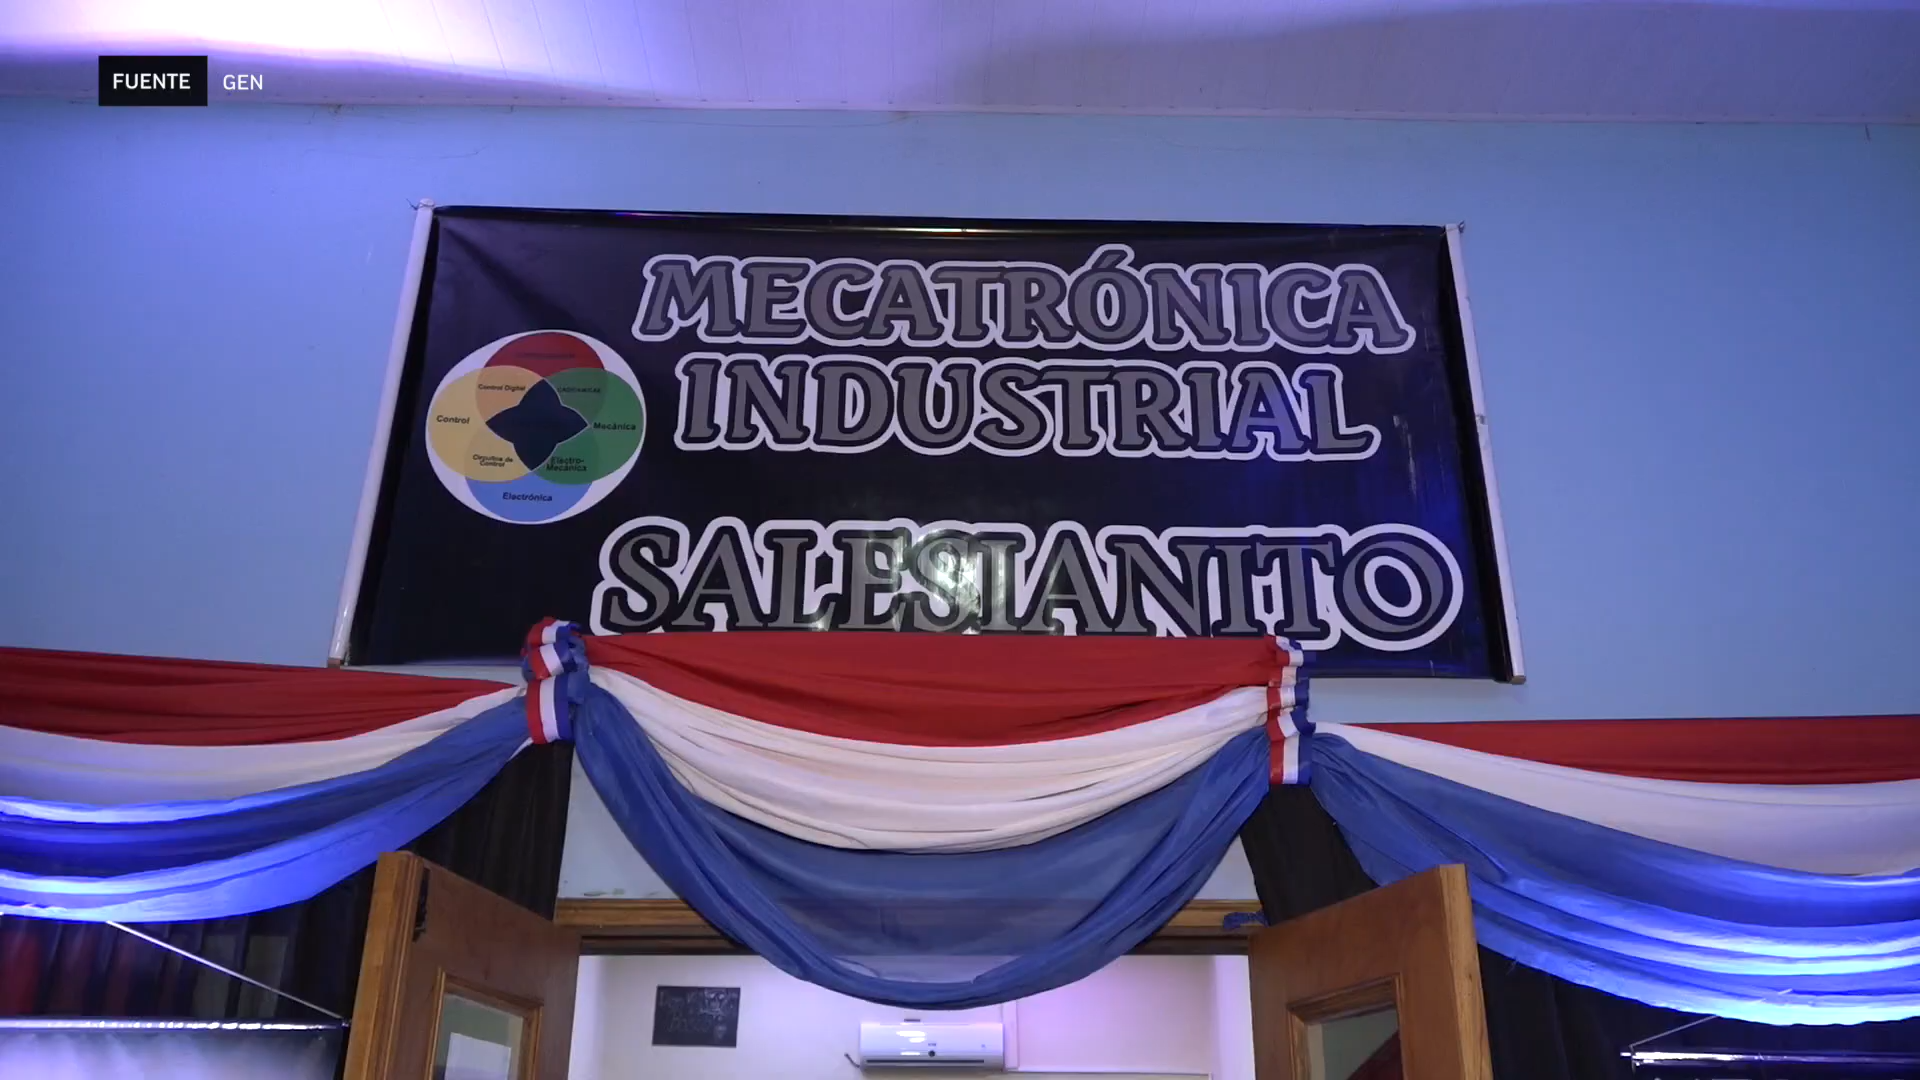 FUENTE GEN
MECATRÓNICA
INDUSTRIAL
SALESIANITO
Control Digital
Control
Mecánica
Circuitos de
Control
Electro-
Mecánica
Electrónica